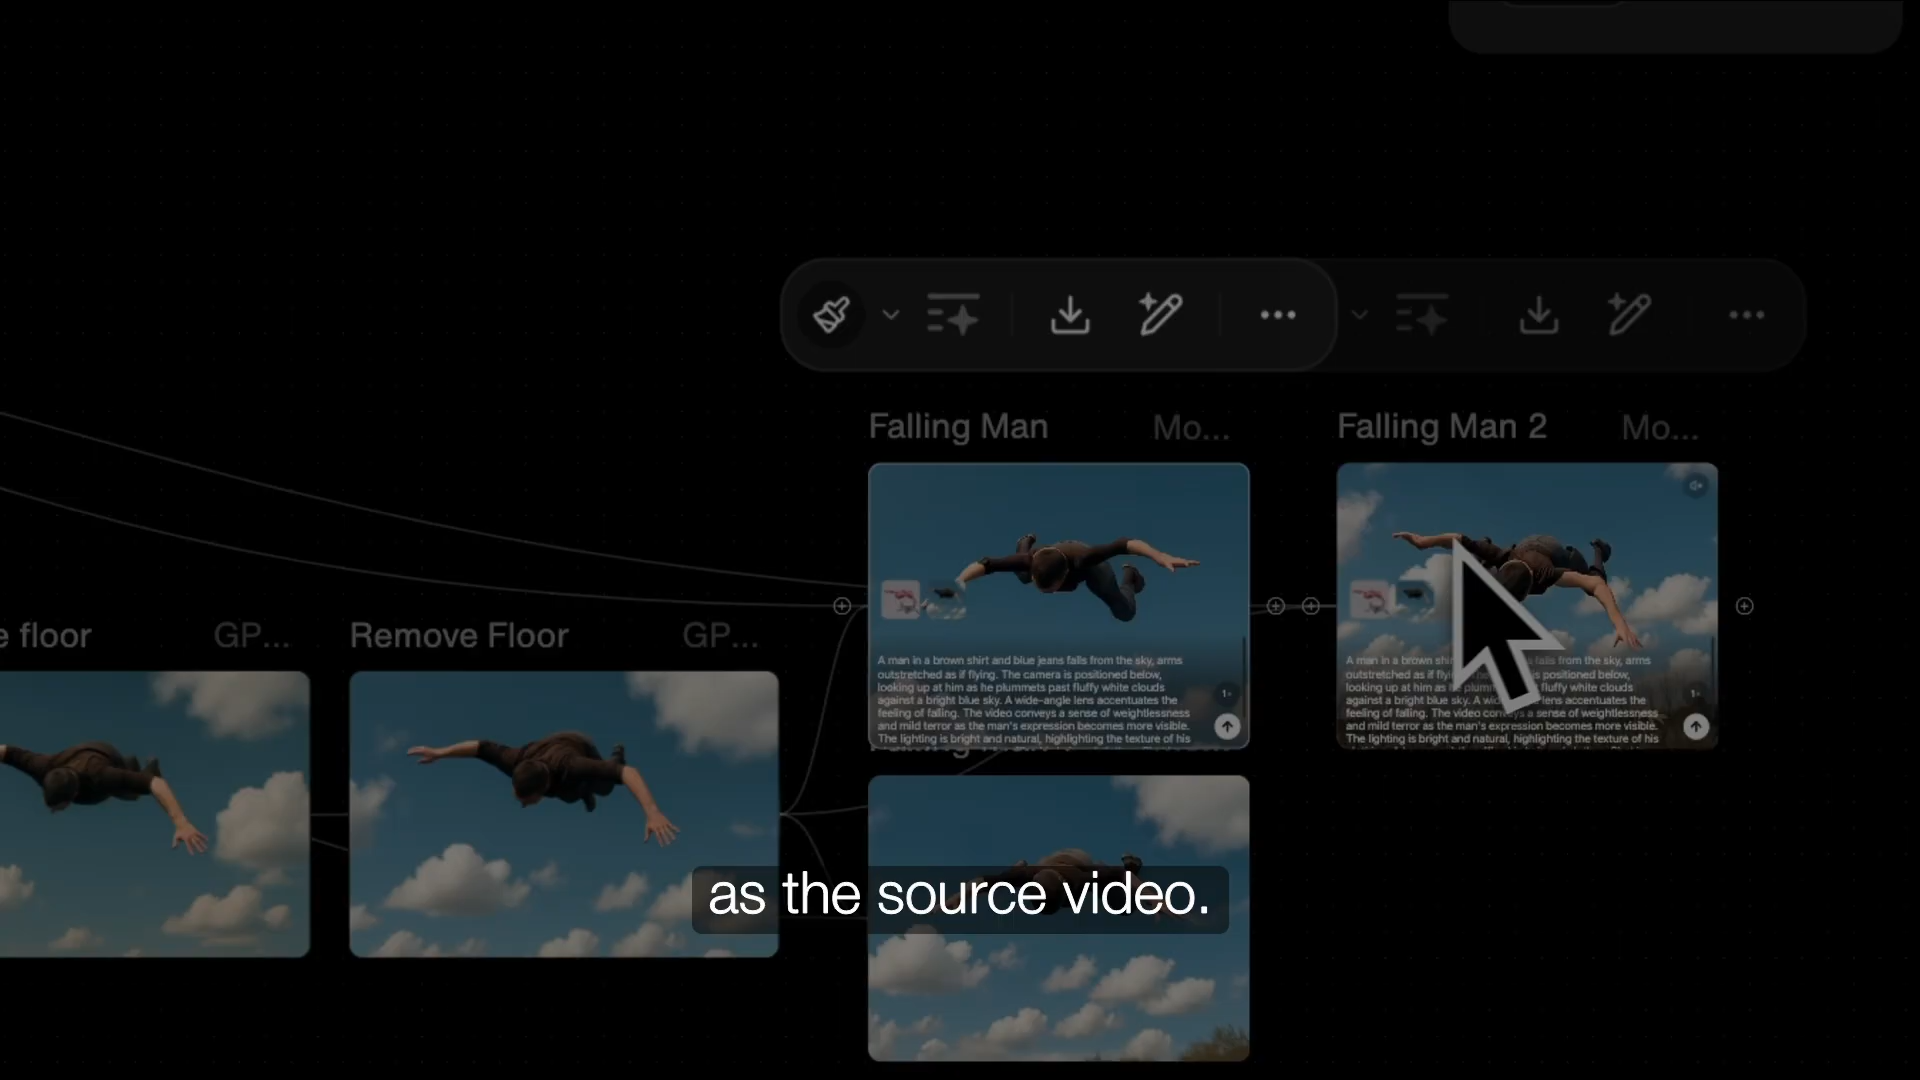 Falling Man
Mo...
Falling Man 2
Mo...
e floor
GP...
Remove Floor
GP...
A man in a brown shirt and blue jeans falls from the sky, arms
outstretched as if flying. The camera is positioned below,
looking up at him as he plummets past fluffy white clouds
against a bright blue sky. A wide-angle lens accentuates the
feeling of falling. The video conveys a sense of weightlessness
and mild terror as the man's expression becomes more visible.
The lighting is bright and natural, highlighting the texture of his
A man in a brown shi falls from the sky, arms
outstretched as if flyi is positioned below,
looking up at him as he plumm fluffy white clouds
against a bright blue sky. A wid lens accentuates the
feeling of falling. The video conveys a sense of weightlessness
and mild terror as the man's expression becomes more visible.
The lighting is bright and natural, highlighting the texture of his
as the source video.